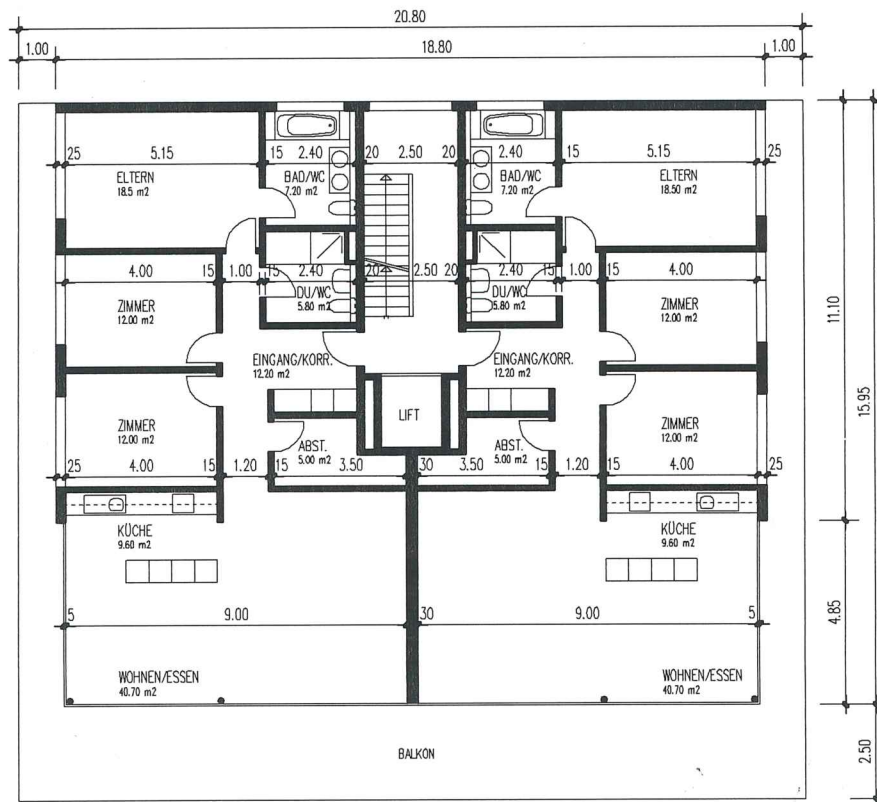 20.80
1.00 18.80 1.00
25 5.15 15 2.40 20 2.50 20 2.40 15 5.15 25
ELTERN BAD/WC BAD/WC ELTERN
18.5 m2 7.20 m2 7.20 m2 18.50 m2
4.00 15 1.00 15 2.40 20 2.50 20 2.40 15 1.00 15 4.00
DU/WC DU/WC
ZIMMER 5.80 m2 5.80 m2 ZIMMER
12.00 m2 12.00 m2
11.10
EINGANG/KORR. EINGANG/KORR.
12.20 m2 12.20 m2
15.95
LIFT
ZIMMER ZIMMER
12.00 m2 12.00 m2
ABST. ABST.
5.00 m2 5.00 m2
25 4.00 15 1.20 15 3.50 30 3.50 15 1.20 15 4.00 25
KÜCHE KÜCHE
9.60 m2 9.60 m2
5 9.00 30 9.00 5
4.85
WOHNEN/ESSEN WOHNEN/ESSEN
40.70 m2 40.70 m2
BALKON
2.50